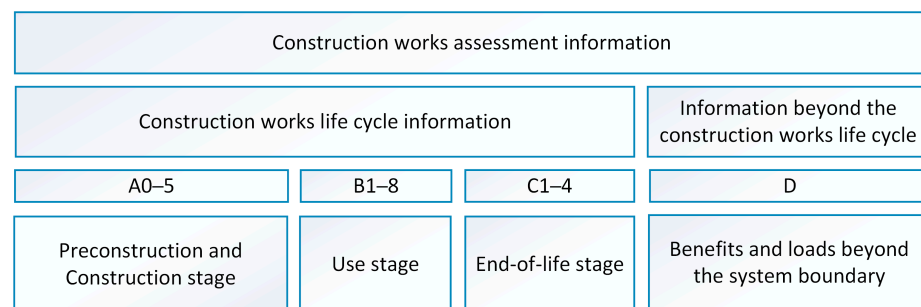 Construction works assessment information
Construction works life cycle information
Information beyond the
construction works life cycle
A0–5
B1–8
C1–4
D
Preconstruction and
Construction stage
Use stage
End-of-life stage
Benefits and loads beyond
the system boundary